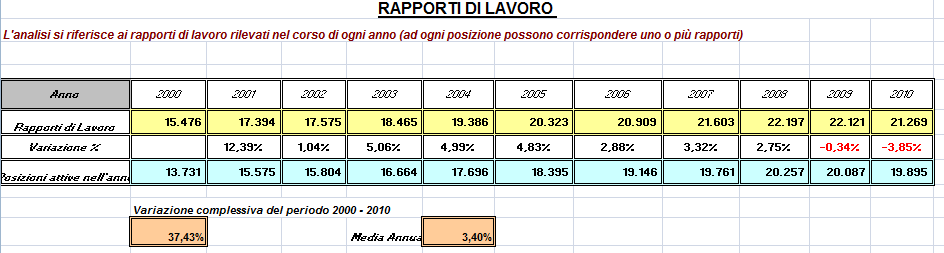 RAPPORTI DI LAVORO
L'analisi si riferisce ai rapporti di lavoro rilevati nel corso di ogni anno (ad ogni posizione possono corrispondere uno o più rapporti)
Anno 2000 2001 2002 2003 2004 2005 2006 2007 2008 2009 2010
Rapporti di Lavoro 15.476 17.394 17.575 18.465 19.386 20.323 20.909 21.603 22.197 22.121 21.269
Variazione % 12,39% 1,04% 5,06% 4,99% 4,83% 2,88% 3,32% 2,75% -0,34% -3,85%
Posizioni attive nell'anno 13.731 15.575 15.804 16.664 17.696 18.395 19.146 19.761 20.257 20.087 19.895
Variazione complessiva del periodo 2000 - 2010
37,43% Media Annua 3,40%